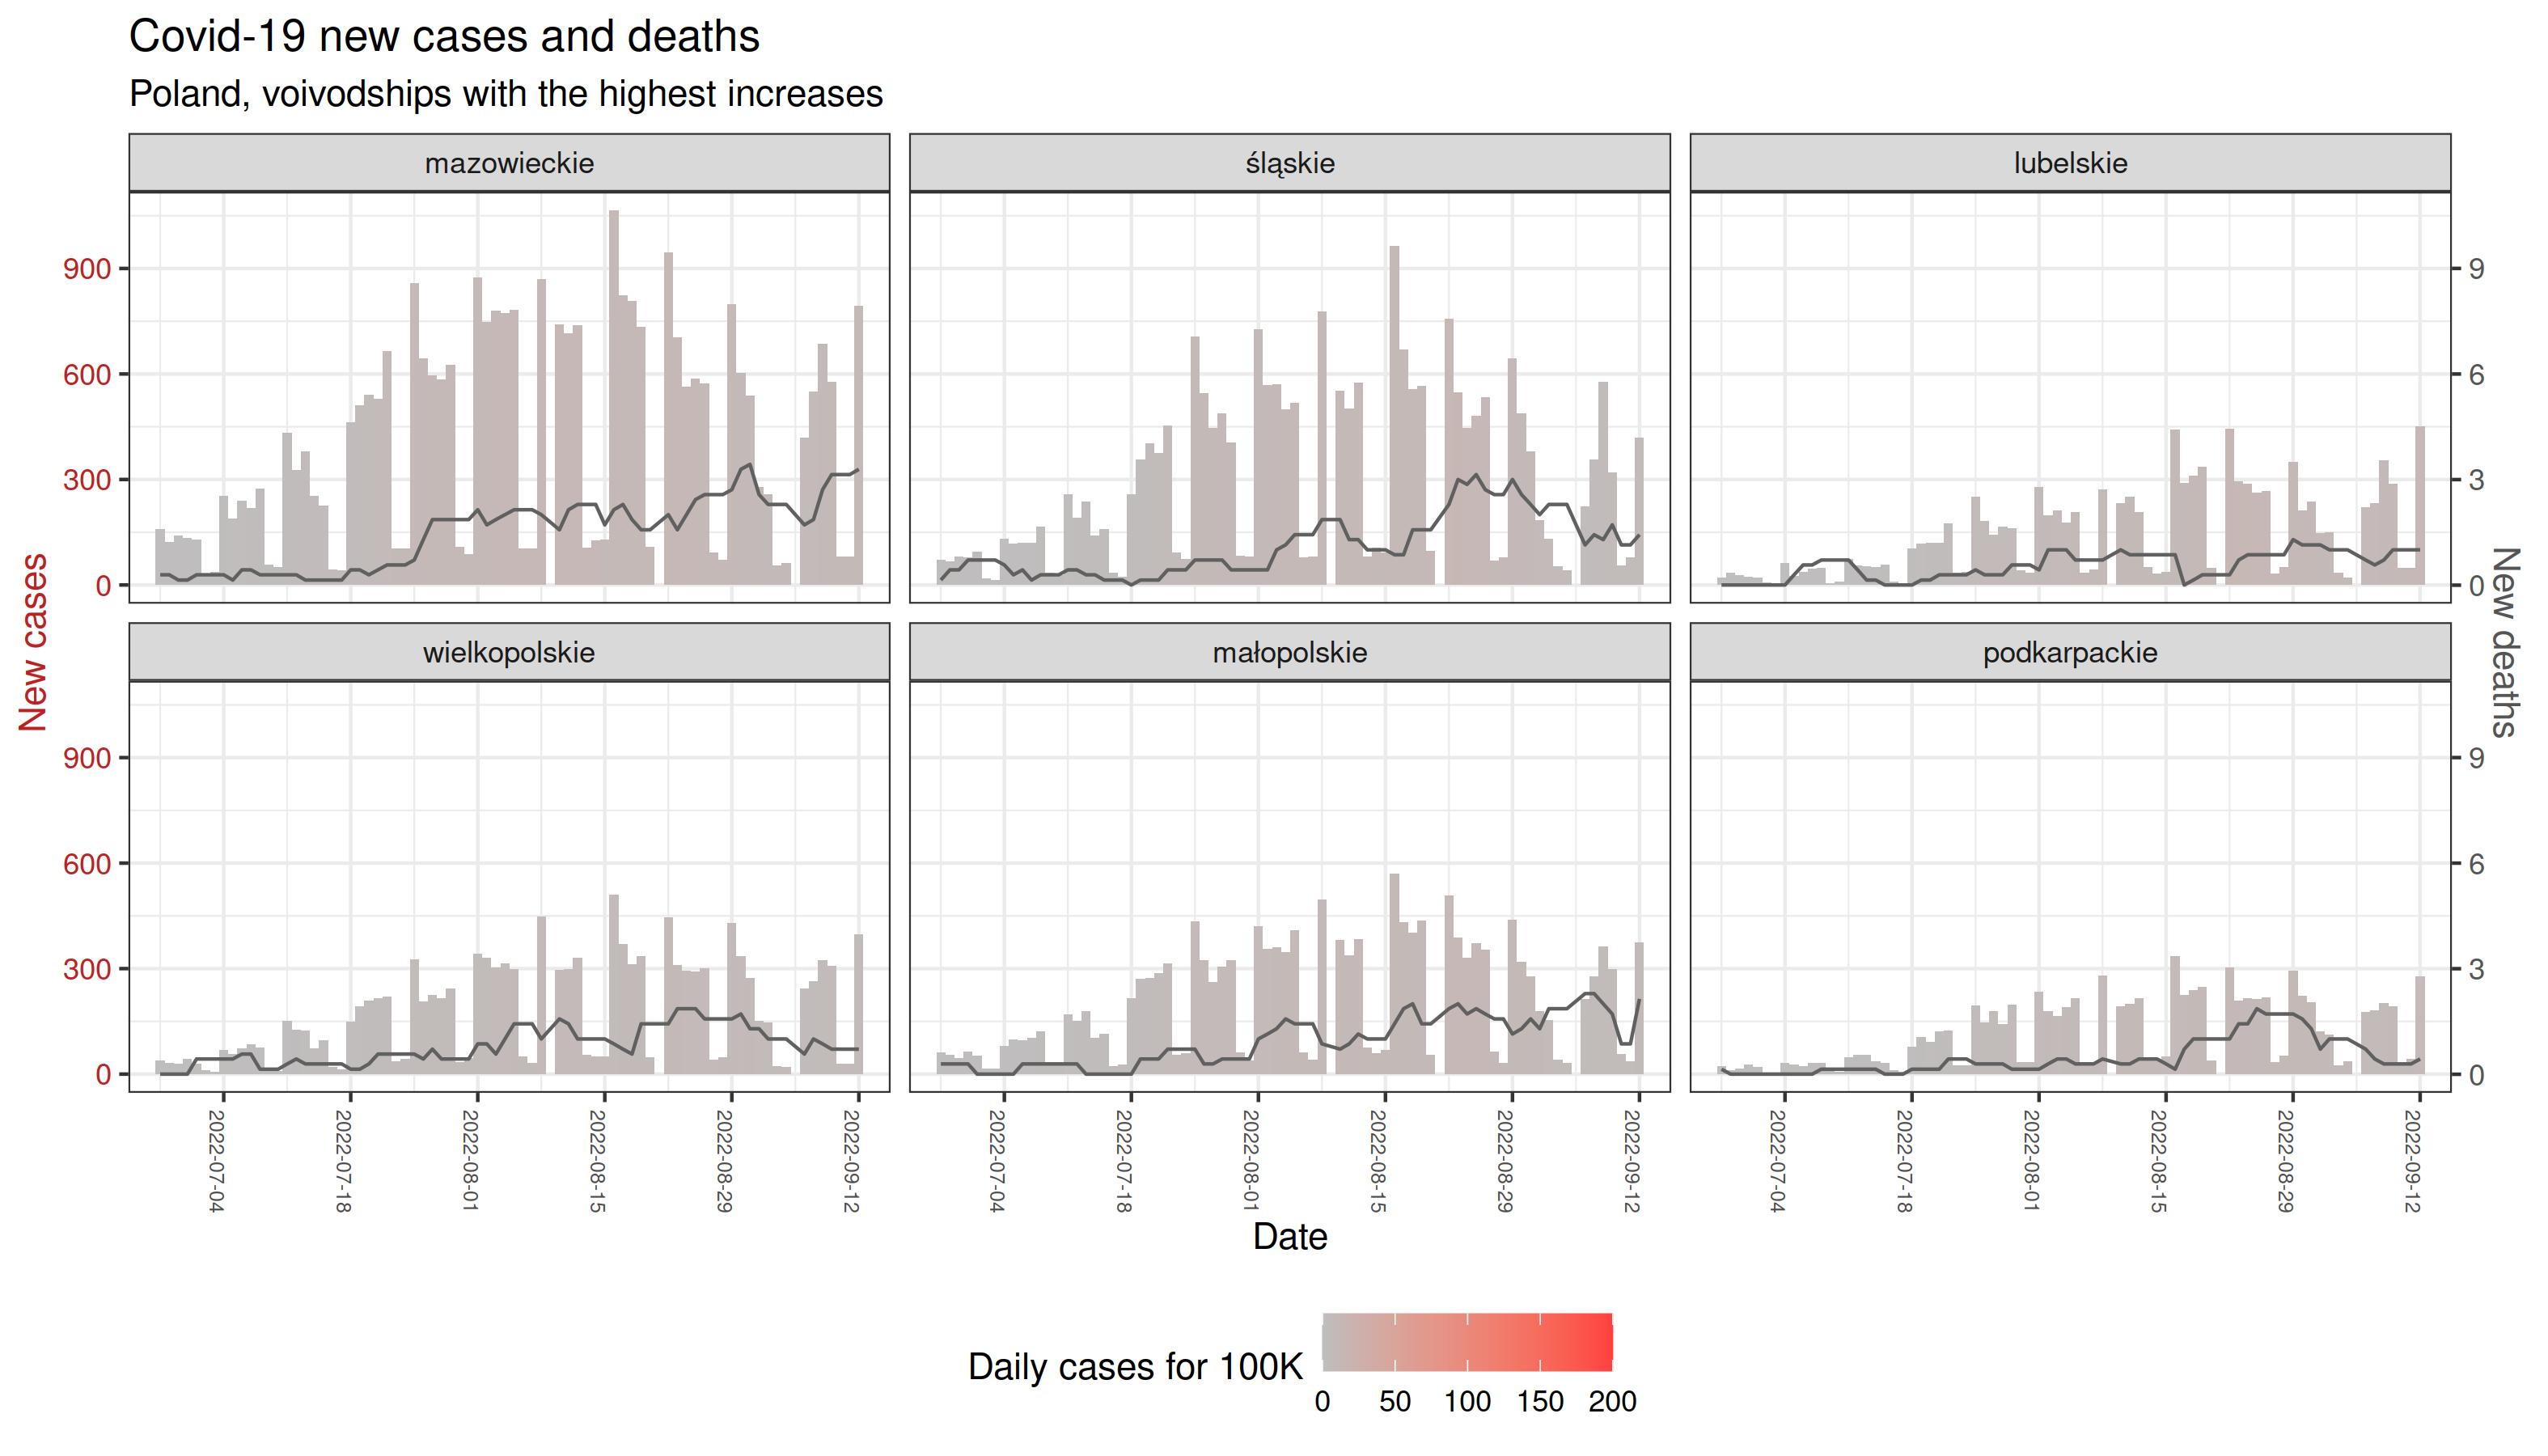 Covid-19 new cases and deaths
Poland, voivodships with the highest increases
mazowieckie
śląskie
lubelskie
900
600
300
0
9
6
3
0
New cases
New deaths
wielkopolskie
małopolskie
podkarpackie
900
600
300
0
9
6
3
0
2022-07-04
2022-07-18
2022-08-01
2022-08-15
2022-08-29
2022-09-12
2022-07-04
2022-07-18
2022-08-01
2022-08-15
2022-08-29
2022-09-12
2022-07-04
2022-07-18
2022-08-01
2022-08-15
2022-08-29
2022-09-12
Date
Daily cases for 100K
0 50 100 150 200